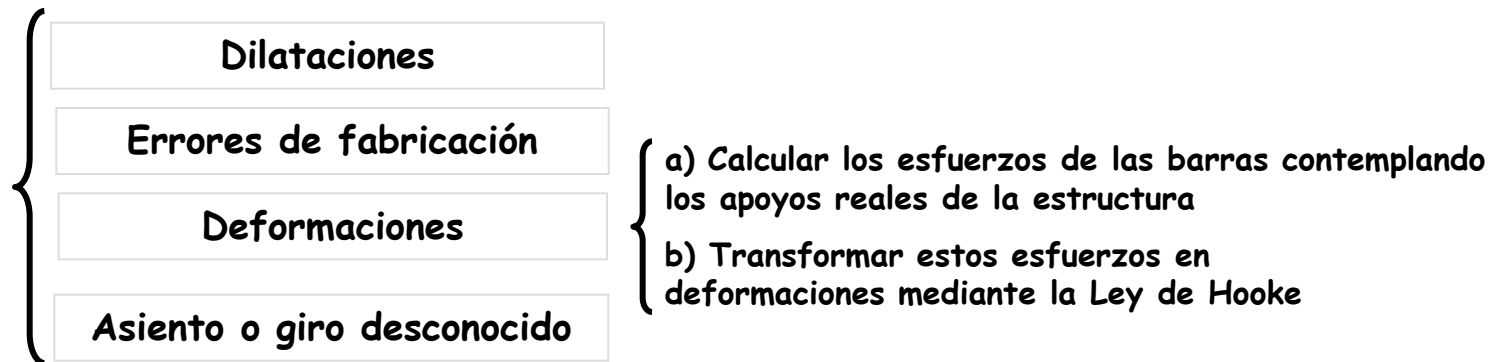 Dilataciones
Errores de fabricación
Deformaciones
Asiento o giro desconocido
a) Calcular los esfuerzos de las barras contemplando
los apoyos reales de la estructura
b) Transformar estos esfuerzos en
deformaciones mediante la Ley de Hooke